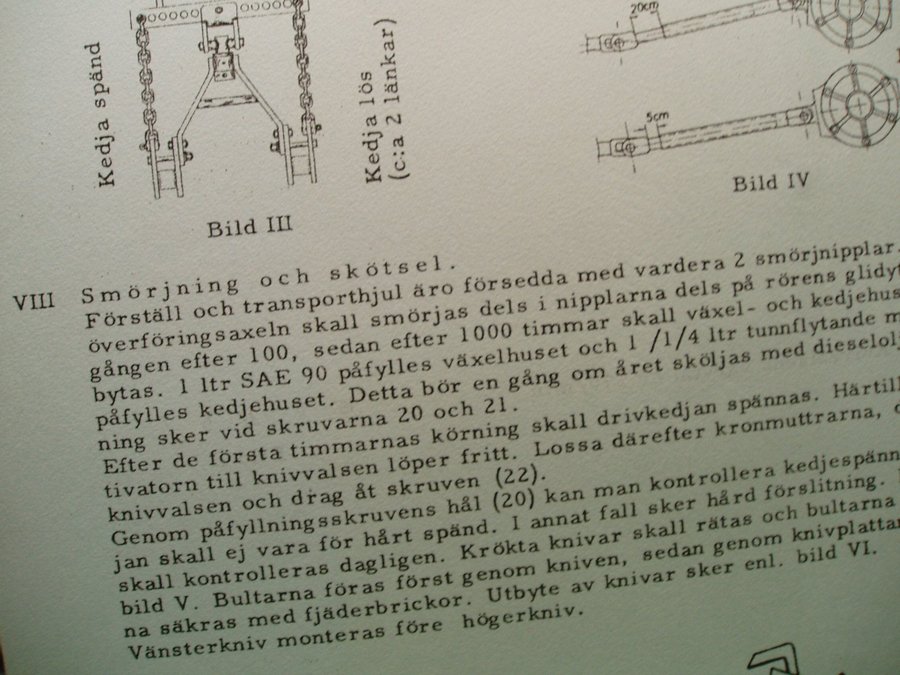 Kedja spänd
Kedja lös
(c:a 2 länkar)
20cm
5cm
Bild III
Bild IV
VIII Smörjning och skötsel.
Förställ och transporthjul äro försedda med vardera 2 smörjnipplar.
överföringsaxeln skall smörjas dels i nipplarna dels på rörens glidyt
gången efter 100, sedan efter 1000 timmar skall växel- och kedjehus
bytas. 1 ltr SAE 90 påfylles växelhuset och 1 /1/4 ltr tunnflytande m
påfylles kedjehuset. Detta bör en gång om året sköljas med dieselolj
ning sker vid skruvarna 20 och 21.
Efter de första timmarnas körning skall drivkedjan spännas. Härtill
tivatorn till knivvalsen löper fritt. Lossa därefter kronmuttrarna,
knivvalsen och drag åt skruven (22).
Genom påfyllningsskruvens hål (20) kan man kontrollera kedjespänn
jan skall ej vara för hårt spänd. I annat fall sker hård förslitning.
skall kontrolleras dagligen. Krökta knivar skall rätas och bultarna
bild V. Bultarna föras först genom kniven, sedan genom knivplattar
na säkras med fjäderbrickor. Utbyte av knivar sker enl. bild VI.
Vänsterkniv monteras före högerkniv.